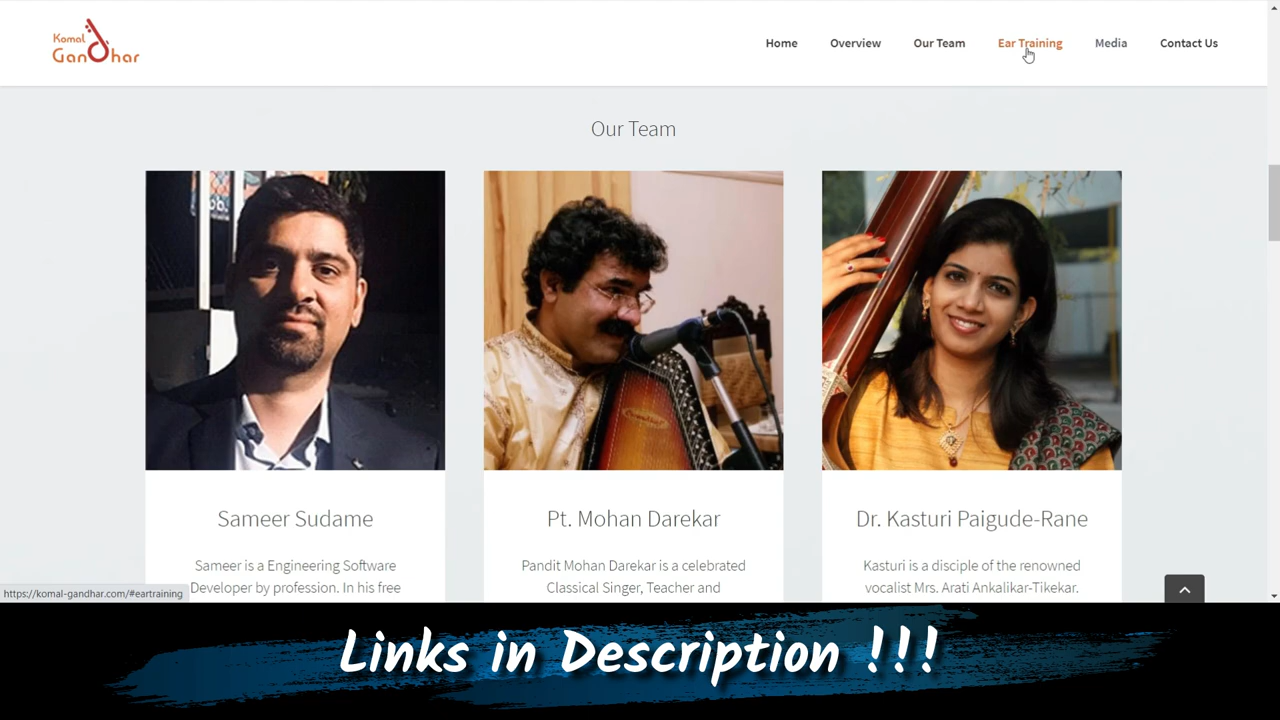 Komal
Gandhar
Home Overview Our Team Ear Training Media Contact Us
Our Team
Sameer Sudame
Sameer is a Engineering Software
Developer by profession. In his free
Pt. Mohan Darekar
Pandit Mohan Darekar is a celebrated
Classical Singer, Teacher and
Dr. Kasturi Paigude-Rane
Kasturi is a disciple of the renowned
vocalist Mrs. Arati Ankalikar-Tikekar.
https://komal-gandhar.com/#eartraining
Links in Description !!!